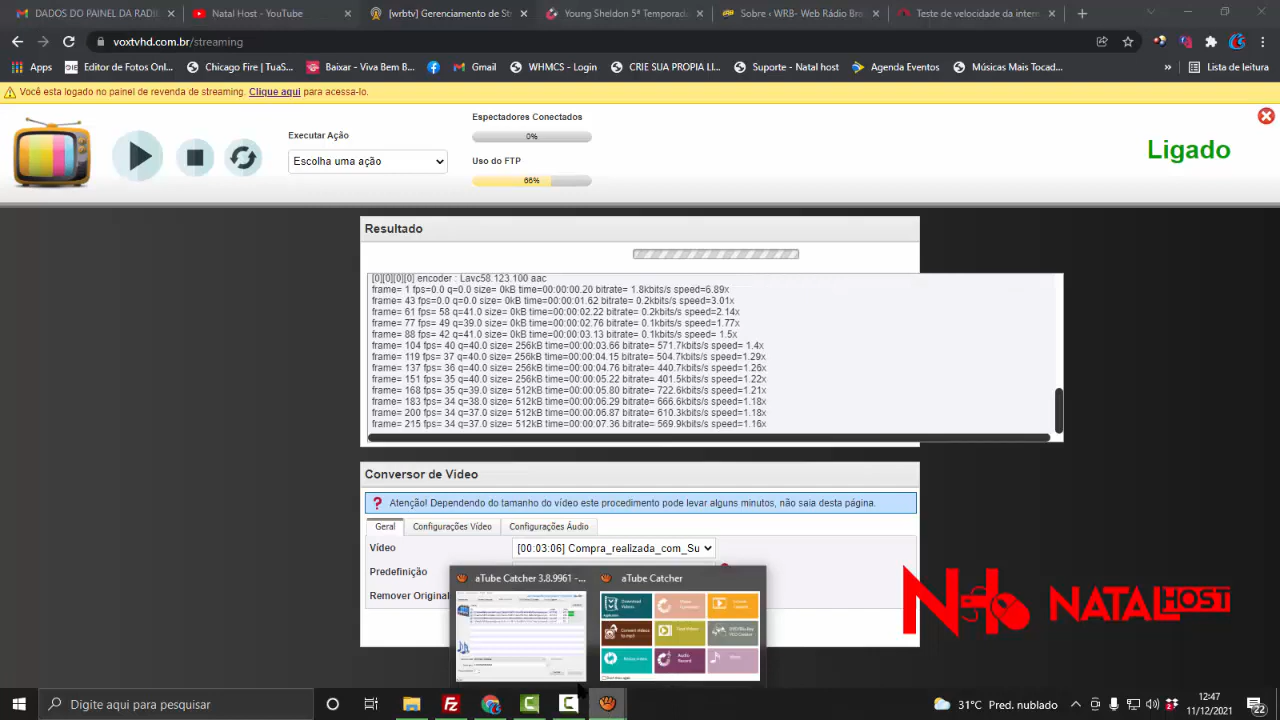 DADOS DO PAINEL DA RADI
Natal Host - YouTube
[wbrtv] Gerenciamento de St
Young Sheldon 5ª Temporad
Sobre ‹ WRB- Web Rádio Bro
Teste de velocidade da intern
voxtvhd.com.br/streaming
Apps
Editor de Fotos Onl...
Chicago Fire | TuaS...
Baixar - Viva Bem B...
Gmail
WHMCS - Login
CRIE SUA PROPIA LI...
Suporte - Natal host
Agenda Eventos
Músicas Mais Tocad...
»
Lista de leitura
Você esta logado no painel de revenda de streaming. Clique aqui para acessa-lo.
Executar Ação
Escolha uma ação
Espectadores Conectados
0%
Uso do FTP
66%
Ligado
Resultado
[0][0][0][0] encoder : Lavc58.123.100 aac
frame= 1 fps=0.0 q=0.0 size= 0kB time=00:00:00.20 bitrate= 1.8kbits/s speed=6.89x
frame= 43 fps=0.0 q=0.0 size= 0kB time=00:00:01.62 bitrate= 0.2kbits/s speed=3.01x
frame= 61 fps= 58 q=41.0 size= 0kB time=00:00:02.22 bitrate= 0.2kbits/s speed=2.14x
frame= 77 fps= 49 q=39.0 size= 0kB time=00:00:02.76 bitrate= 0.1kbits/s speed=1.77x
frame= 88 fps= 42 q=41.0 size= 0kB time=00:00:03.13 bitrate= 0.1kbits/s speed= 1.5x
frame= 104 fps= 40 q=40.0 size= 256kB time=00:00:03.66 bitrate= 571.7kbits/s speed= 1.4x
frame= 119 fps= 37 q=40.0 size= 256kB time=00:00:04.15 bitrate= 504.7kbits/s speed=1.29x
frame= 137 fps= 36 q=40.0 size= 256kB time=00:00:04.76 bitrate= 440.7kbits/s speed=1.26x
frame= 151 fps= 35 q=40.0 size= 256kB time=00:00:05.22 bitrate= 401.5kbits/s speed=1.22x
frame= 168 fps= 35 q=39.0 size= 512kB time=00:00:05.80 bitrate= 722.6kbits/s speed=1.21x
frame= 183 fps= 34 q=38.0 size= 512kB time=00:00:06.29 bitrate= 666.6kbits/s speed=1.18x
frame= 200 fps= 34 q=37.0 size= 512kB time=00:00:06.87 bitrate= 610.3kbits/s speed=1.18x
frame= 215 fps= 34 q=37.0 size= 512kB time=00:00:07.36 bitrate= 569.9kbits/s speed=1.16x
Conversor de Vídeo
Atenção! Dependendo do tamanho do vídeo este procedimento pode levar alguns minutos, não saia desta página.
Geral
Configurações Vídeo
Configurações Áudio
Vídeo
[00:03:06] Compra_realizada_com_Su
Predefinição
Remover Original
aTube Catcher 3.8.9961 -...
aTube Catcher
NATAL HOST
Digite aqui para pesquisar
31°C Pred. nublado
12:47
11/12/2021
22